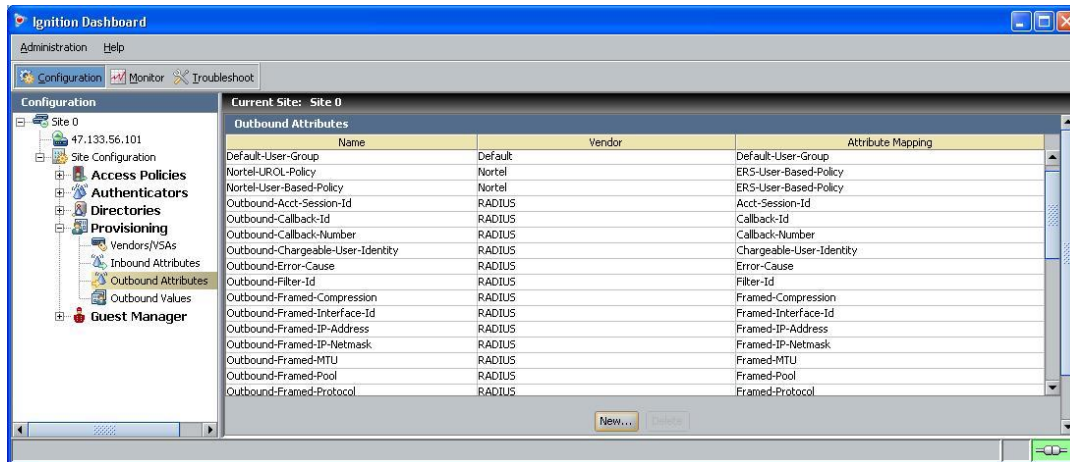 Ignition Dashboard
Administration Help
Configuration Monitor Troubleshoot
Configuration
Site 0
47.133.56.101
Site Configuration
Access Policies
Authenticators
Directories
Provisioning
Vendors/VSAs
Inbound Attributes
Outbound Attributes
Outbound Values
Guest Manager
Current Site: Site 0
Outbound Attributes
Name Vendor Attribute Mapping
Default-User-Group Default Default-User-Group
Nortel-UROL-Policy Nortel ERS-User-Based-Policy
Nortel-User-Based-Policy Nortel ERS-User-Based-Policy
Outbound-Acct-Session-Id RADIUS Acct-Session-Id
Outbound-Callback-Id RADIUS Callback-Id
Outbound-Callback-Number RADIUS Callback-Number
Outbound-Chargeable-User-Identity RADIUS Chargeable-User-Identity
Outbound-Error-Cause RADIUS Error-Cause
Outbound-Filter-Id RADIUS Filter-Id
Outbound-Framed-Compression RADIUS Framed-Compression
Outbound-Framed-Interface-Id RADIUS Framed-Interface-Id
Outbound-Framed-IP-Address RADIUS Framed-IP-Address
Outbound-Framed-IP-Netmask RADIUS Framed-IP-Netmask
Outbound-Framed-MTU RADIUS Framed-MTU
Outbound-Framed-Pool RADIUS Framed-Pool
Outbound-Framed-Protocol RADIUS Framed-Protocol
New... Delete